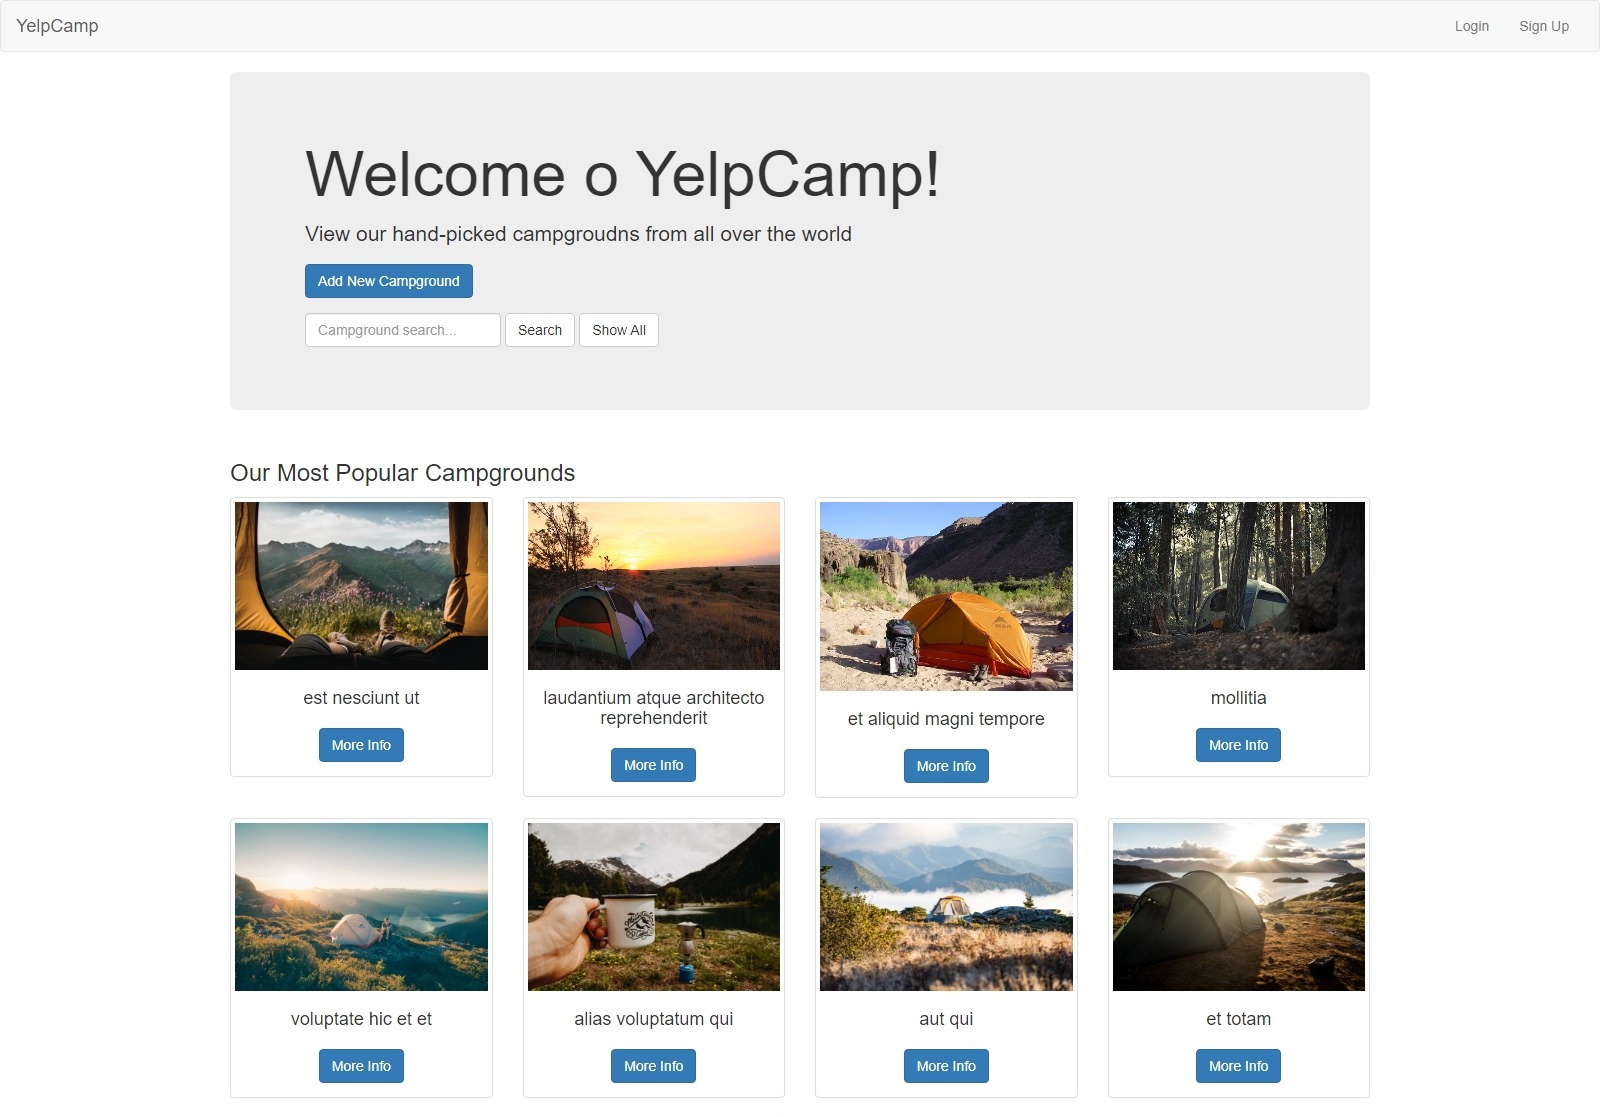 YelpCamp
Login
Sign Up
Welcome o YelpCamp!
View our hand-picked campgroudns from all over the world
Add New Campground
Campground search...
Search
Show All
Our Most Popular Campgrounds
est nesciunt ut
More Info
laudantium atque architecto
reprehenderit
More Info
et aliquid magni tempore
More Info
mollitia
More Info
voluptate hic et et
More Info
alias voluptatum qui
More Info
aut qui
More Info
et totam
More Info